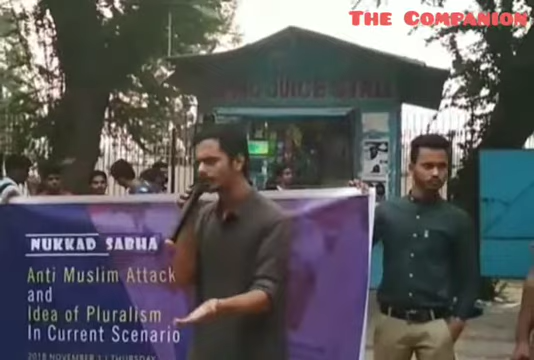 THE COMPANION
JUICE STALL
NUKKAD SABHA
Anti Muslim Attack
and
Idea of Pluralism
In Current Scenario
2018 NOVEMBER 1 | THURSDAY